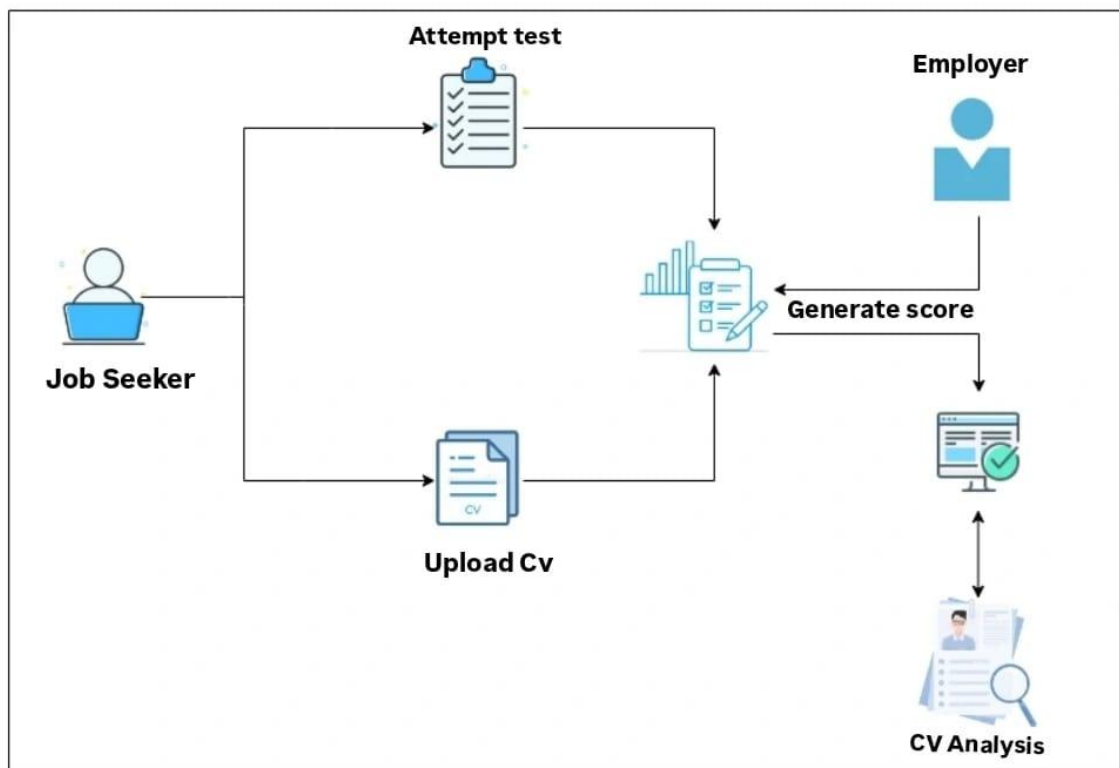 Attempt test
Employer
Generate score
Job Seeker
CV
Upload Cv
CV Analysis